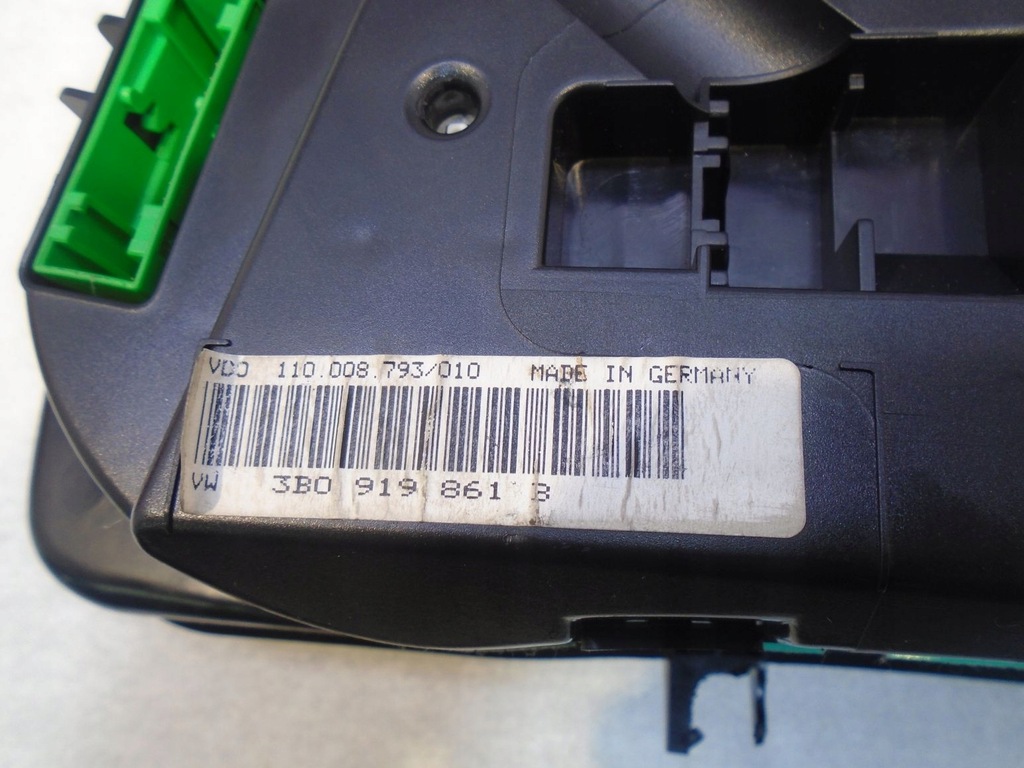 VDO 110.008.793/010 MADE IN GERMANY
VW 3B0 919 861 B